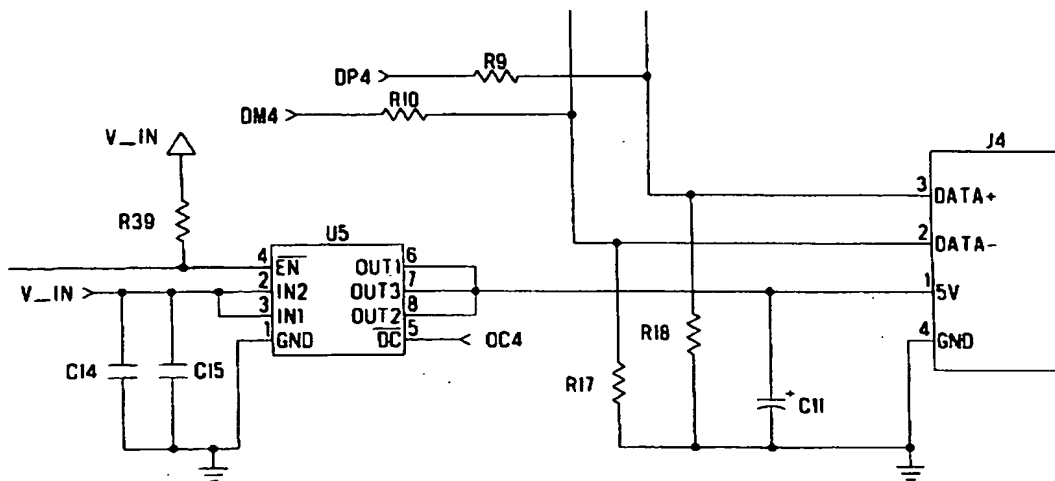 R9
DP4
R10
DM4
V_IN
J4
3 DATA+
R39
U5
2 DATA-
4 EN OUT1 6
V_IN 2 IN2 OUT3 7
1 5V
3 IN1 OUT2 8
1 GND OC 5 OC4
R18
4 GND
C14 C15
R17
+ C11